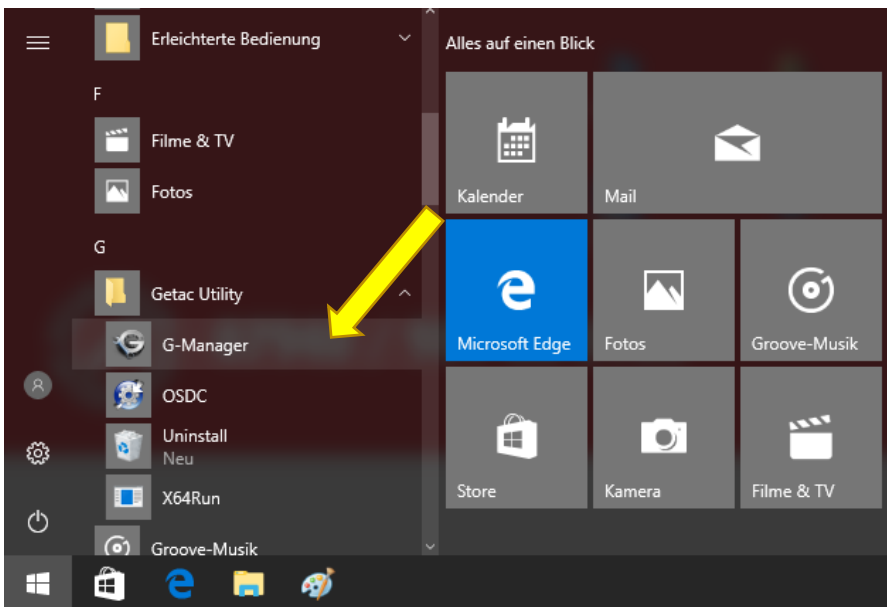 Erleichterte Bedienung
F
Filme & TV
Fotos
G
Getac Utility
G-Manager
OSDC
Uninstall
Neu
X64Run
Groove-Musik
Alles auf einen Blick
Kalender
Mail
Microsoft Edge
Fotos
Groove-Musik
Store
Kamera
Filme & TV